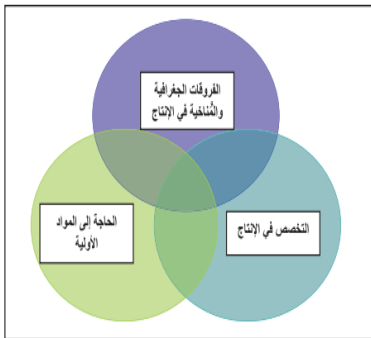 الفروقات الجغرافية
والمُناخية في الإنتاج
الحاجة إلى المواد
الأولية
التخصص في الإنتاج